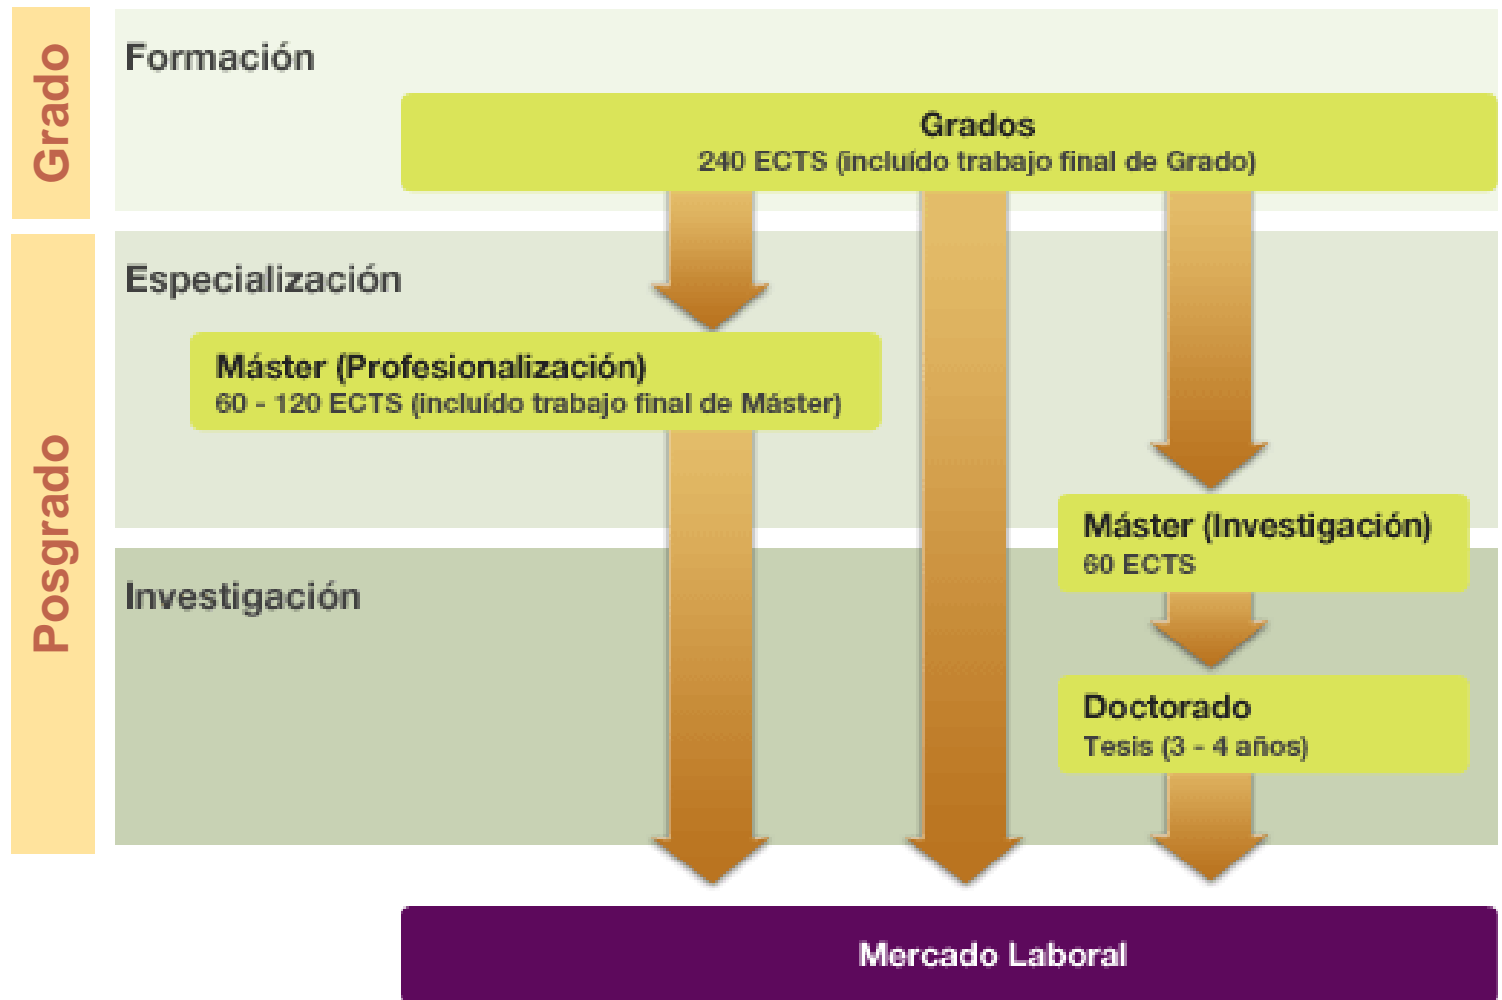 Grado
Formación
Grados
240 ECTS (incluído trabajo final de Grado)
Posgrado
Especialización
Máster (Profesionalización)
60 - 120 ECTS (incluído trabajo final de Máster)
Máster (Investigación)
60 ECTS
Investigación
Doctorado
Tesis (3 - 4 años)
Mercado Laboral